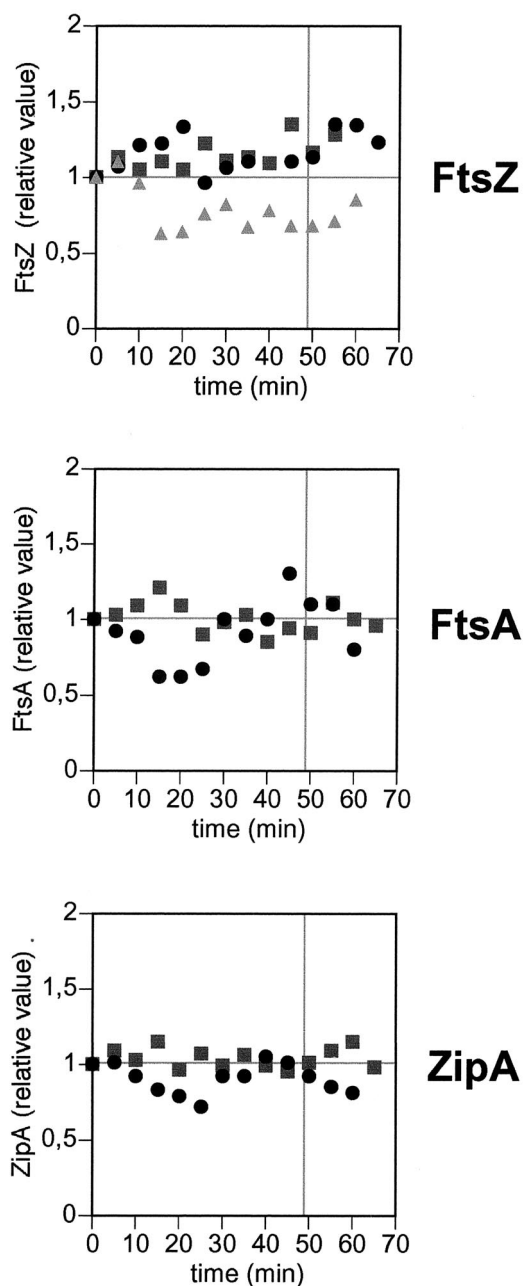 2
1,5
1
0,5
0
FtsZ (relative value)
0 10 20 30 40 50 60 70
time (min)
FtsZ
2
1,5
1
0,5
0
FtsA (relative value)
0 10 20 30 40 50 60 70
time (min)
FtsA
2
1,5
1
0,5
0
ZipA (relative value) .
0 10 20 30 40 50 60 70
time (min)
ZipA